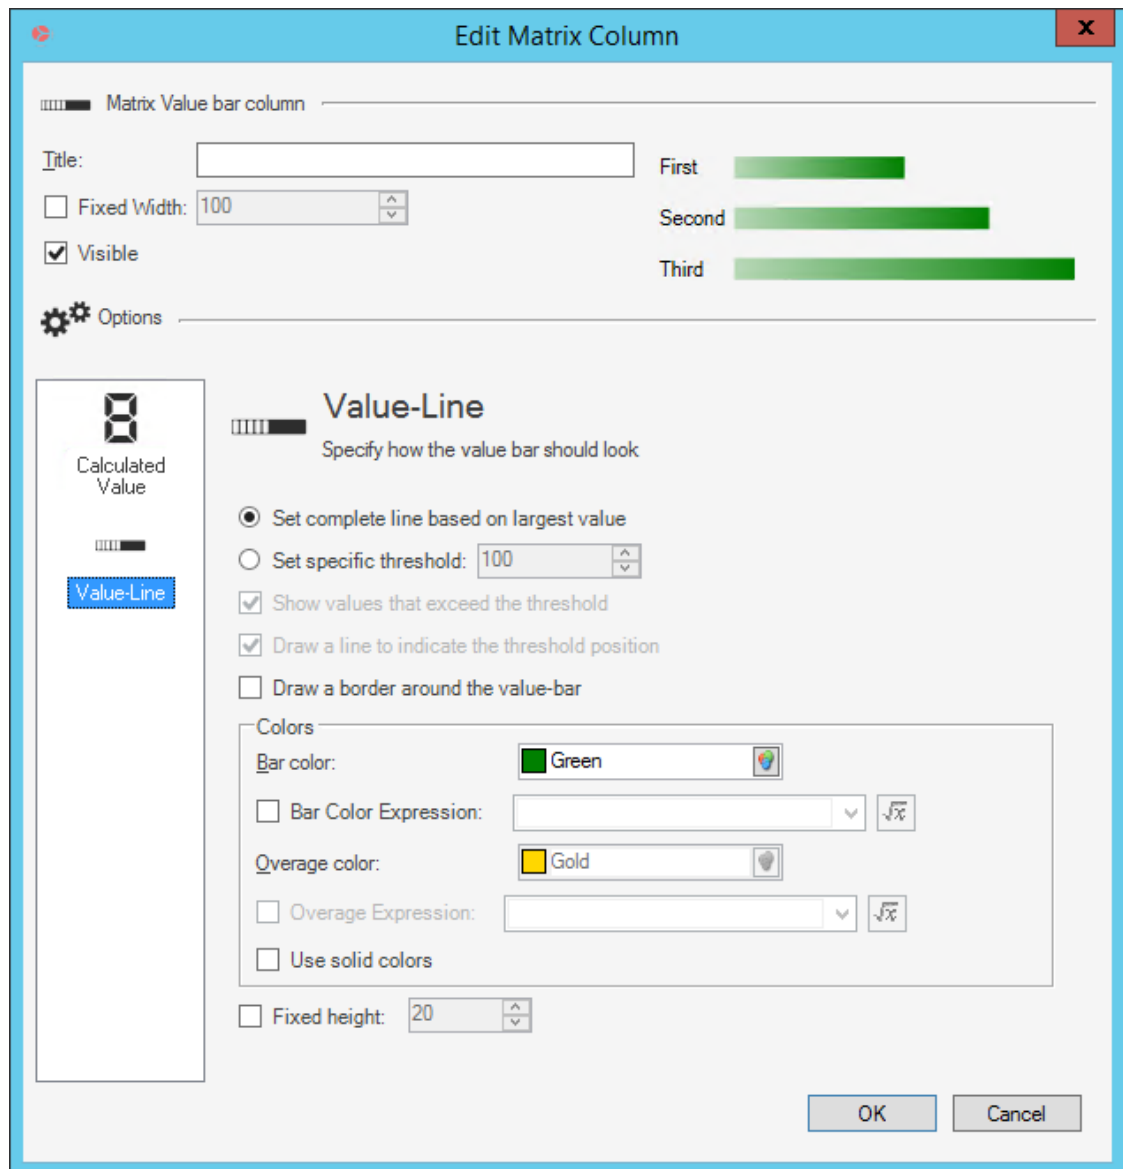 Edit Matrix Column
x
Matrix Value bar column
Title:
Fixed Width: 100
Visible
First
Second
Third
Options
Calculated
Value
Value-Line
Value-Line
Specify how the value bar should look
Set complete line based on largest value
Set specific threshold: 100
Show values that exceed the threshold
Draw a line to indicate the threshold position
Draw a border around the value-bar
Colors
Bar color: Green
Bar Color Expression: √x
Overage color: Gold
Overage Expression: √x
Use solid colors
Fixed height: 20
OK Cancel